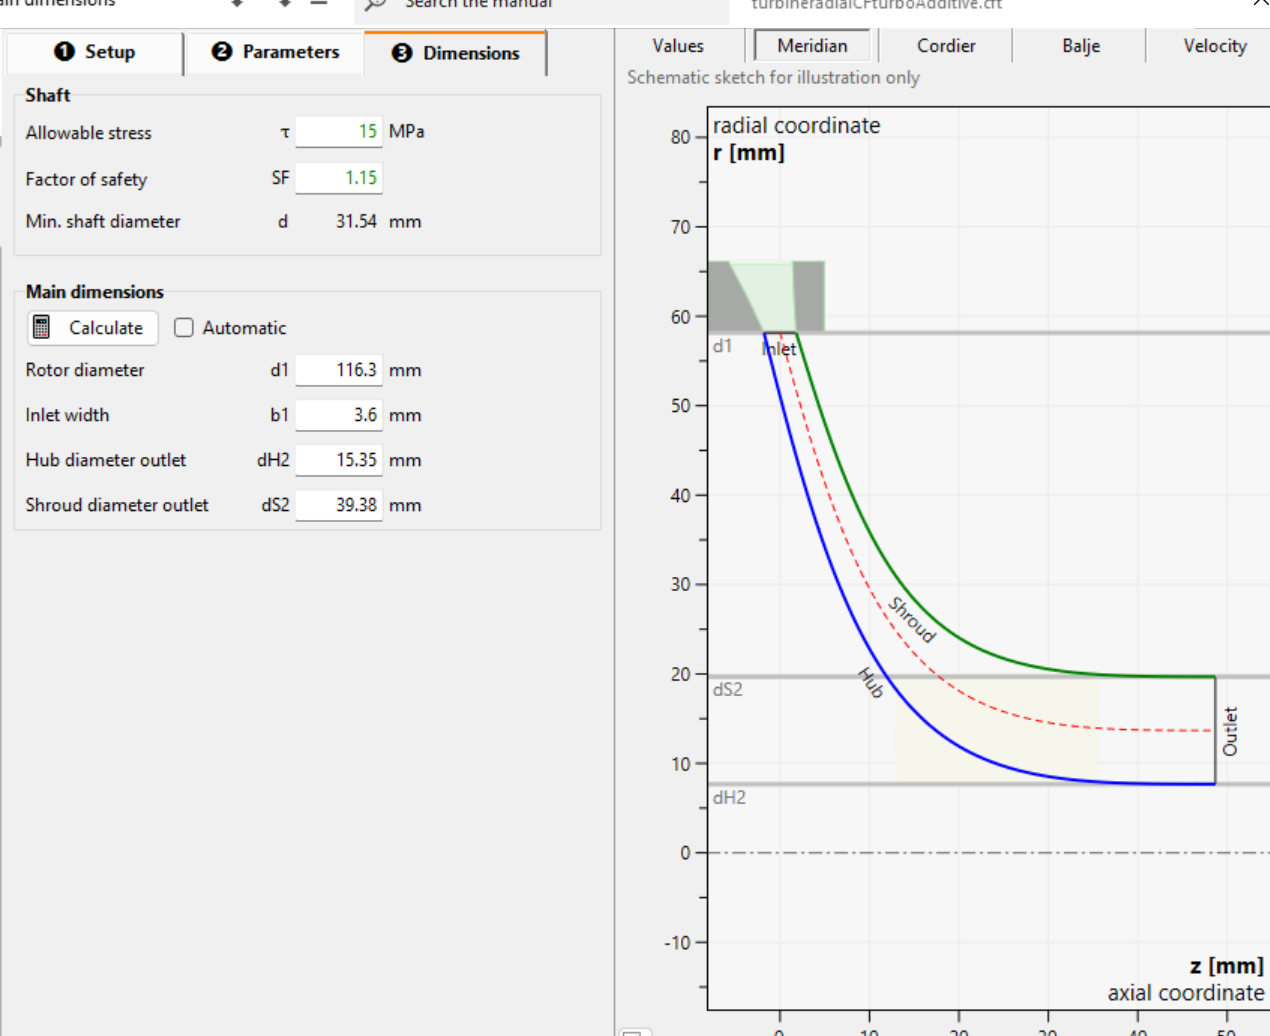 Search the manual
turbineradialCFturboAdditive.cft
1 Setup
2 Parameters
3 Dimensions
Shaft
Allowable stress τ 15 MPa
Factor of safety SF 1.15
Min. shaft diameter d 31.54 mm
Main dimensions
Calculate Automatic
Rotor diameter d1 116.3 mm
Inlet width b1 3.6 mm
Hub diameter outlet dH2 15.35 mm
Shroud diameter outlet dS2 39.38 mm
Values Meridian Cordier Balje Velocity
Schematic sketch for illustration only
radial coordinate
r [mm]
80
70
60
d1
Inlet
50
40
30
Shroud
Hub
20
dS2
Outlet
10
dH2
0
-10
z [mm]
axial coordinate
0 10 20 30 40 50